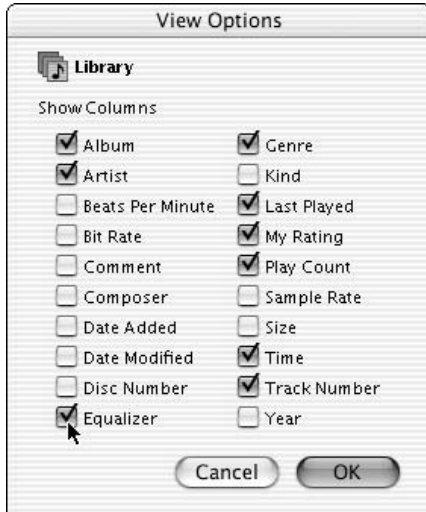 View Options
Library
Show Columns
Album
Artist
Beats Per Minute
Bit Rate
Comment
Composer
Date Added
Date Modified
Disc Number
Equalizer
Genre
Kind
Last Played
My Rating
Play Count
Sample Rate
Size
Time
Track Number
Year
Cancel
OK